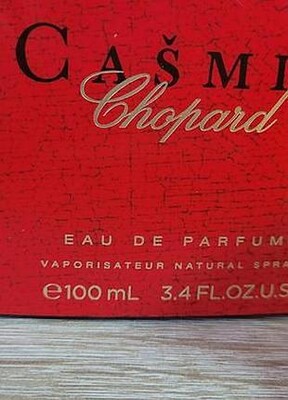 CAŠMI
Chopard
EAU DE PARFUM
VAPORISATEUR NATURAL SPRA
℮100 mL 3.4 FL.OZ.U.S